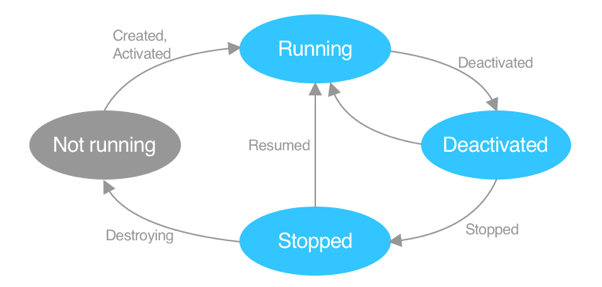 Created,
Activated
Running
Deactivated
Not running
Resumed
Deactivated
Destroying
Stopped
Stopped